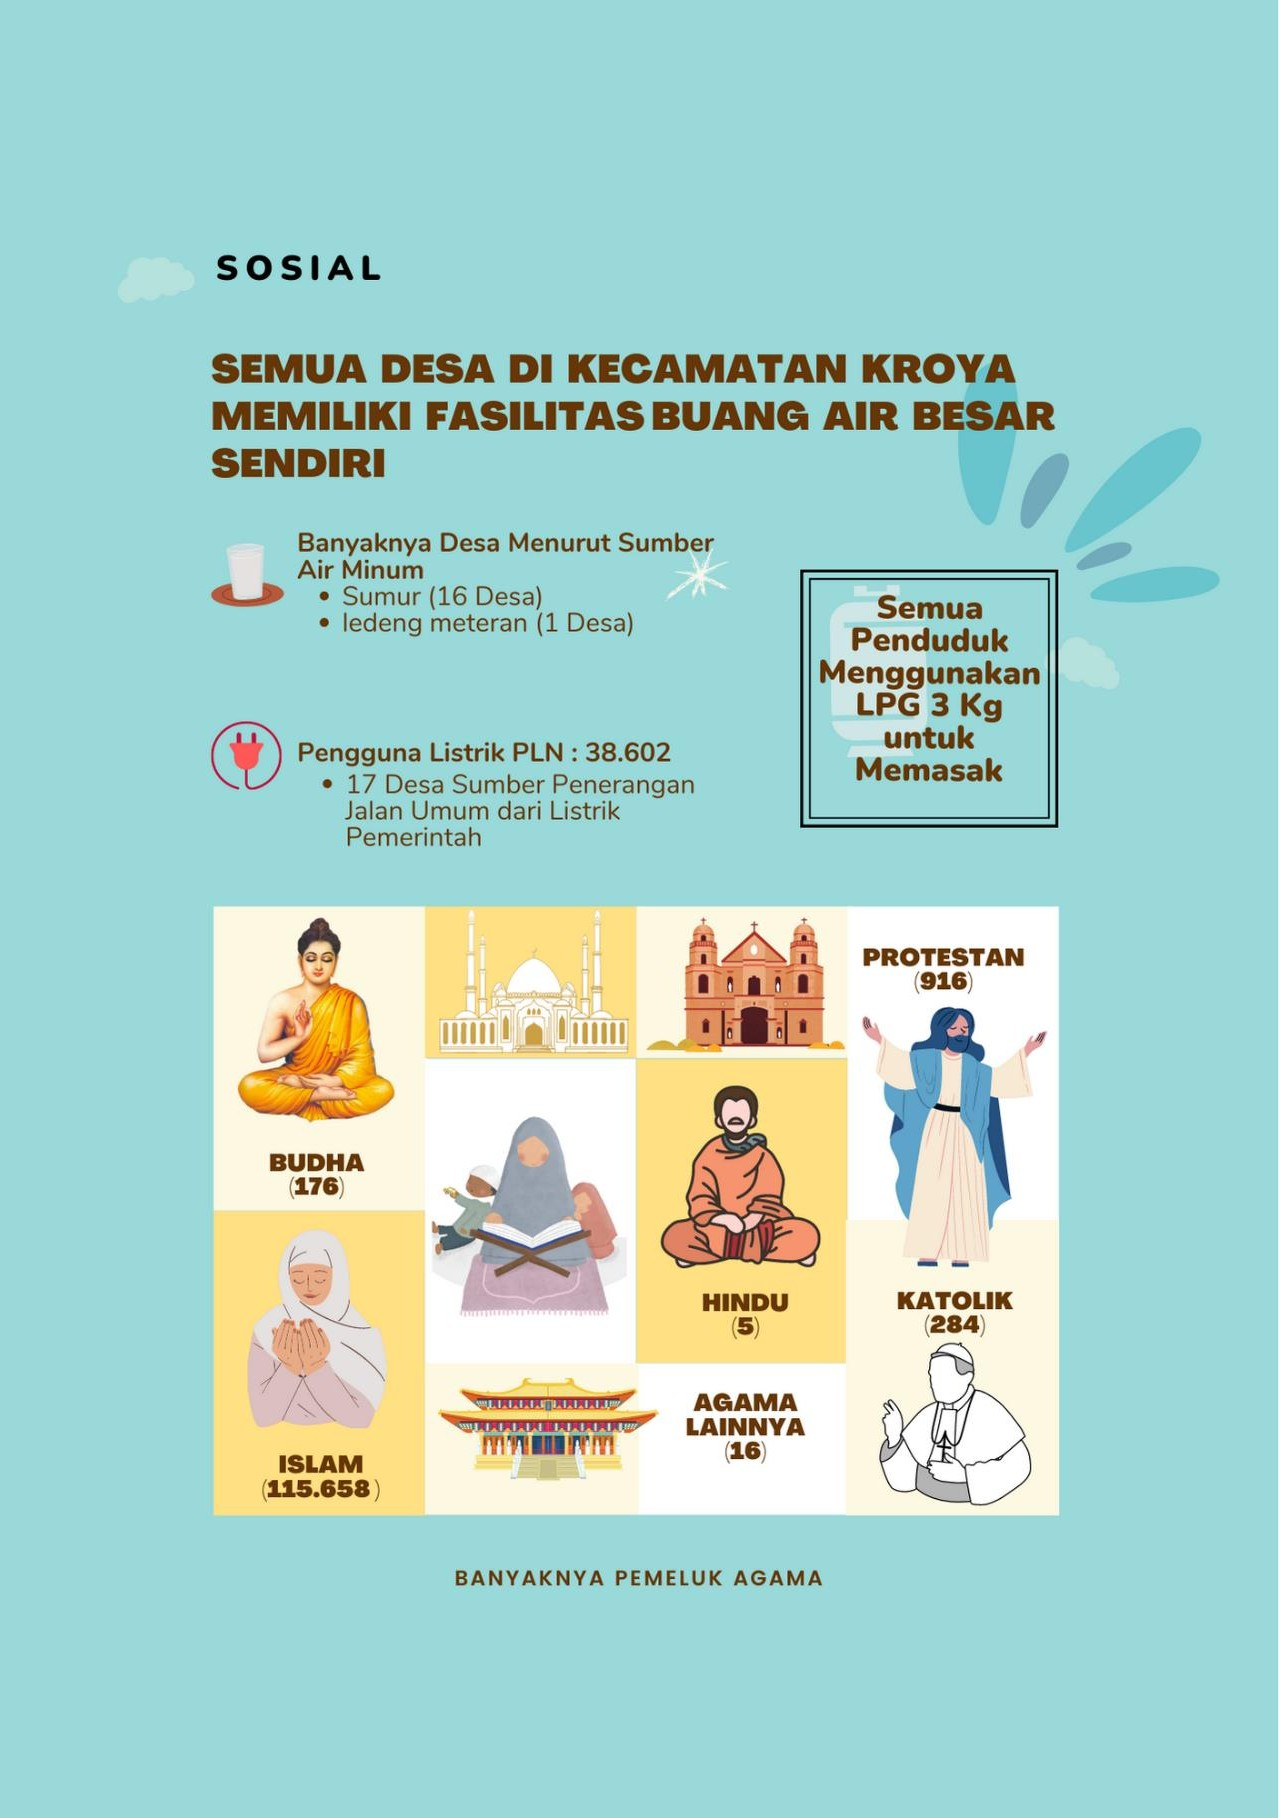 SOSIAL
SEMUA DESA DI KECAMATAN KROYA
MEMILIKI FASILITAS BUANG AIR BESAR
SENDIRI
Banyaknya Desa Menurut Sumber
Air Minum
• Sumur (16 Desa)
• ledeng meteran (1 Desa)
Semua
Penduduk
Menggunakan
LPG 3 Kg
untuk
Memasak
Pengguna Listrik PLN : 38.602
• 17 Desa Sumber Penerangan
Jalan Umum dari Listrik
Pemerintah
PROTESTAN
(916)
BUDHA
(176)
HINDU
(5)
KATOLIK
(284)
AGAMA
LAINNYA
(16)
ISLAM
(115.658)
BANYAKNYA PEMELUK AGAMA